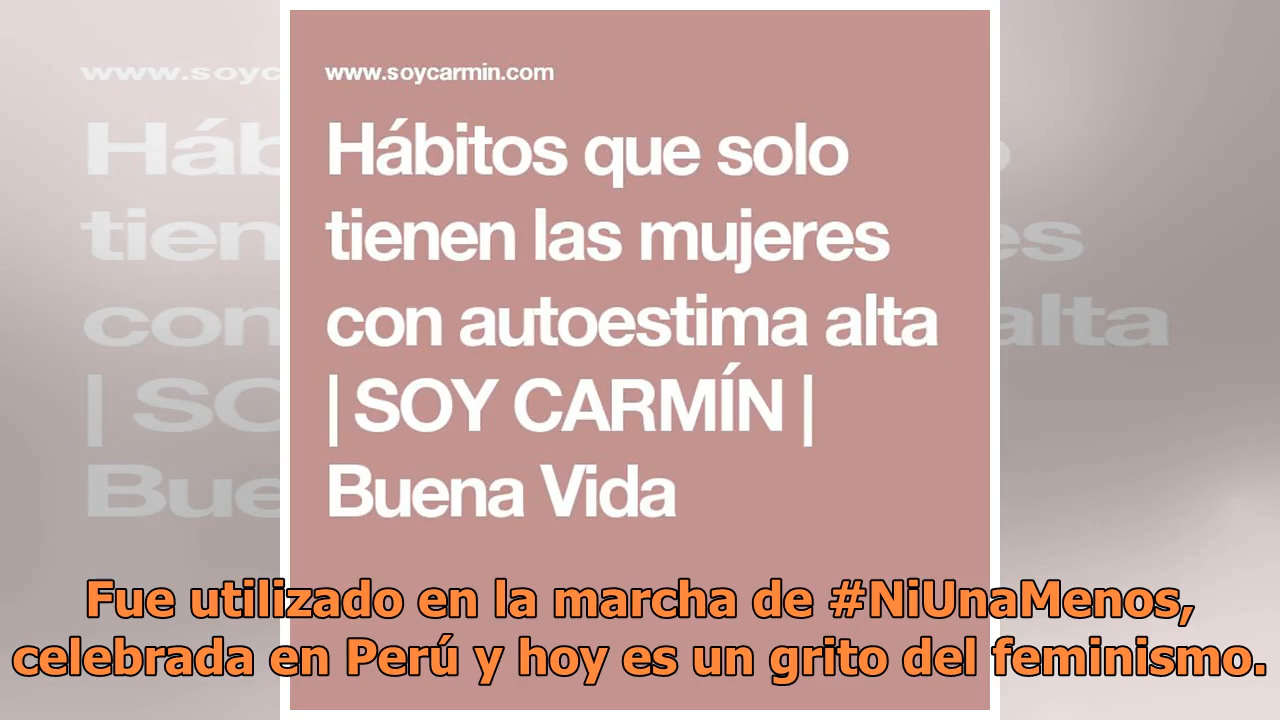 www.soycarmin.com
Hábitos que solo
tienen las mujeres
con autoestima alta
| SOY CARMÍN |
Buena Vida
Fue utilizado en la marcha de #NiUnaMenos,
celebrada en Perú y hoy es un grito del feminismo.